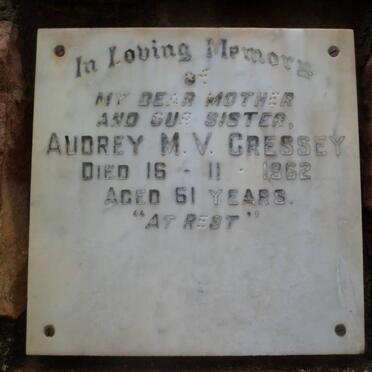 In Loving Memory
of
MY DEAR MOTHER
AND OUR SISTER,
AUDREY M. V. CRESSEY
DIED 16 - 11 - 1962
AGED 61 YEARS.
"AT REST"